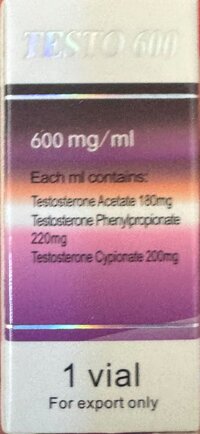 TESTO 600
600 mg/ml
Each ml contains:
Testosterone Acetate 180mg
Testosterone Phenylpropionate
220mg
Testosterone Cypionate 200mg
1 vial
For export only